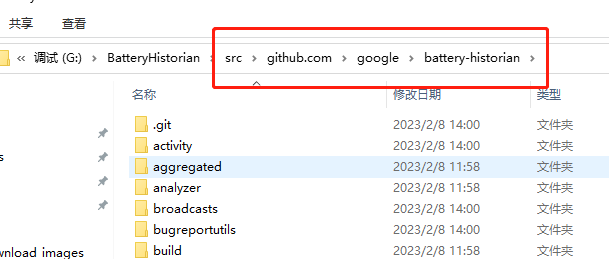 共享 查看
« 调试 (G:) › BatteryHistorian › src › github.com › google › battery-historian ›
名称 修改日期 类型
.git 2023/2/8 14:00 文件夹
activity 2023/2/8 14:00 文件夹
aggregated 2023/2/8 11:58 文件夹
analyzer 2023/2/8 11:58 文件夹
broadcasts 2023/2/8 14:00 文件夹
bugreportutils 2023/2/8 14:00 文件夹
build 2023/2/8 11:58 文件夹
wnload images